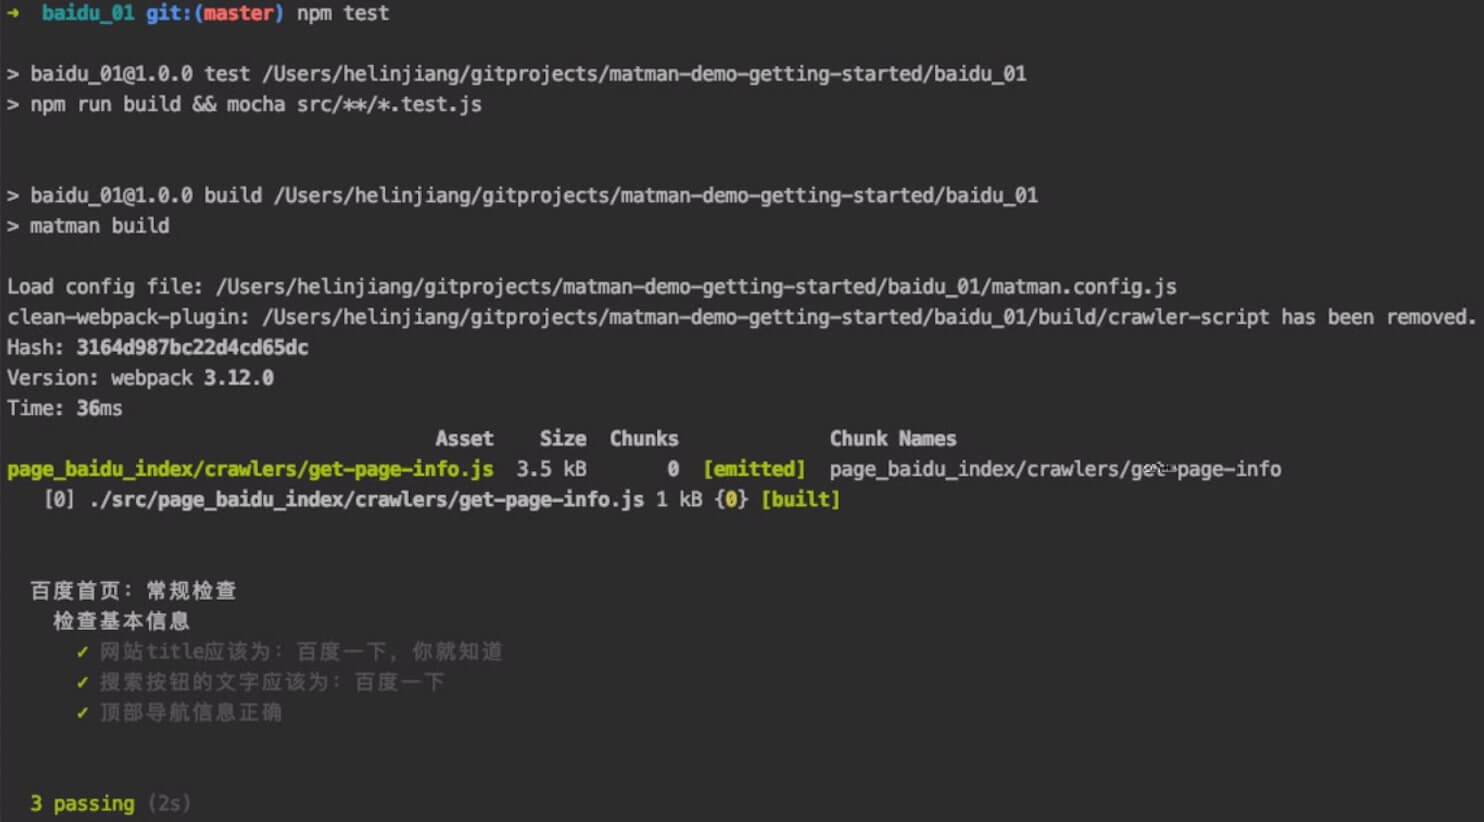 ➜ baidu_01 git:(master) npm test
> baidu_01@1.0.0 test /Users/helinjiang/gitprojects/matman-demo-getting-started/baidu_01
> npm run build && mocha src/**/*.test.js
> baidu_01@1.0.0 build /Users/helinjiang/gitprojects/matman-demo-getting-started/baidu_01
> matman build
Load config file: /Users/helinjiang/gitprojects/matman-demo-getting-started/baidu_01/matman.config.js
clean-webpack-plugin: /Users/helinjiang/gitprojects/matman-demo-getting-started/baidu_01/build/crawler-script has been removed.
Hash: 3164d987bc22d4cd65dc
Version: webpack 3.12.0
Time: 36ms
Asset Size Chunks Chunk Names
page_baidu_index/crawlers/get-page-info.js 3.5 kB 0 [emitted] page_baidu_index/crawlers/get-page-info
[0] ./src/page_baidu_index/crawlers/get-page-info.js 1 kB {0} [built]
百度首页：常规检查
检查基本信息
✓ 网站title应该为：百度一下，你就知道
✓ 搜索按钮的文字应该为：百度一下
✓ 顶部导航信息正确
3 passing (2s)